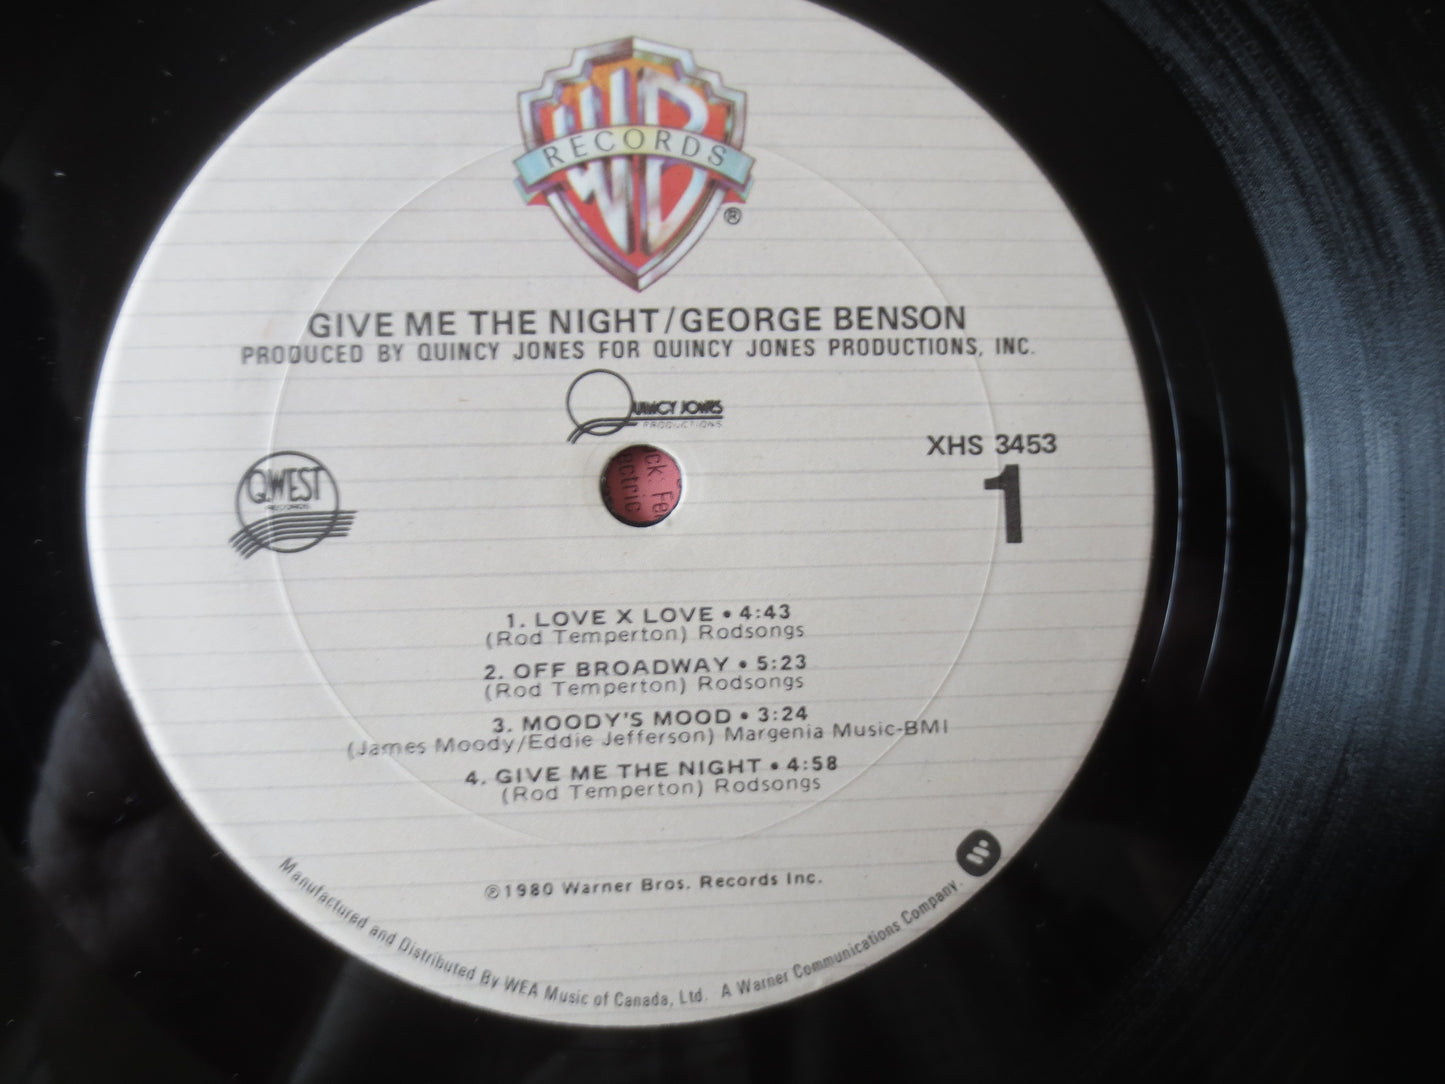 WB
RECORDS
®
GIVE ME THE NIGHT/GEORGE BENSON
PRODUCED BY QUINCY JONES FOR QUINCY JONES PRODUCTIONS, INC.
QUINCY JONES
PRODUCTIONS
QWEST
RECORDS
XHS 3453
1
1. LOVE X LOVE • 4:43
(Rod Temperton) Rodsongs
2. OFF BROADWAY • 5:23
(Rod Temperton) Rodsongs
3. MOODY'S MOOD • 3:24
(James Moody/Eddie Jefferson) Margenia Music-BMI
4. GIVE ME THE NIGHT • 4:58
(Rod Temperton) Rodsongs
℗1980 Warner Bros. Records Inc.
Manufactured and Distributed By WEA Music of Canada, Ltd. A Warner Communications Company.